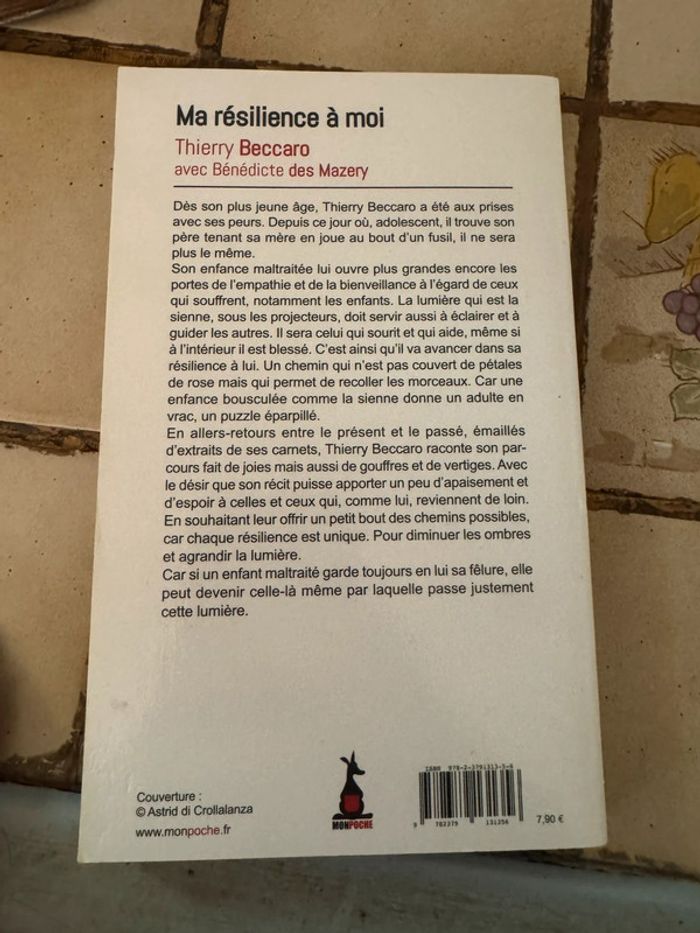 Ma résilience à moi
Thierry Beccaro
avec Bénédicte des Mazery
Dès son plus jeune âge, Thierry Beccaro a été aux prises
avec ses peurs. Depuis ce jour où, adolescent, il trouve son
père tenant sa mère en joue au bout d'un fusil, il ne sera
plus le même.
Son enfance maltraitée lui ouvre plus grandes encore les
portes de l'empathie et de la bienveillance à l'égard de ceux
qui souffrent, notamment les enfants. La lumière qui est la
sienne, sous les projecteurs, doit servir aussi à éclairer et à
guider les autres. Il sera celui qui sourit et qui aide, même si
à l'intérieur il est blessé. C'est ainsi qu'il va avancer dans sa
résilience à lui. Un chemin qui n'est pas couvert de pétales
de rose mais qui permet de recoller les morceaux. Car une
enfance bousculée comme la sienne donne un adulte en
vrac, un puzzle éparpillé.
En allers-retours entre le présent et le passé, émaillés
d'extraits de ses carnets, Thierry Beccaro raconte son par-
cours fait de joies mais aussi de gouffres et de vertiges. Avec
le désir que son récit puisse apporter un peu d'apaisement et
d'espoir à celles et ceux qui, comme lui, reviennent de loin.
En souhaitant leur offrir un petit bout des chemins possibles,
car chaque résilience est unique. Pour diminuer les ombres
et agrandir la lumière.
Car si un enfant maltraité garde toujours en lui sa fêlure, elle
peut devenir celle-là même par laquelle passe justement
cette lumière.
Couverture :
© Astrid di Crollalanza
www.monpoche.fr
MONPOCHE
ISBN 978-2-3791313-5-6
9 782379 131356
7,90 €